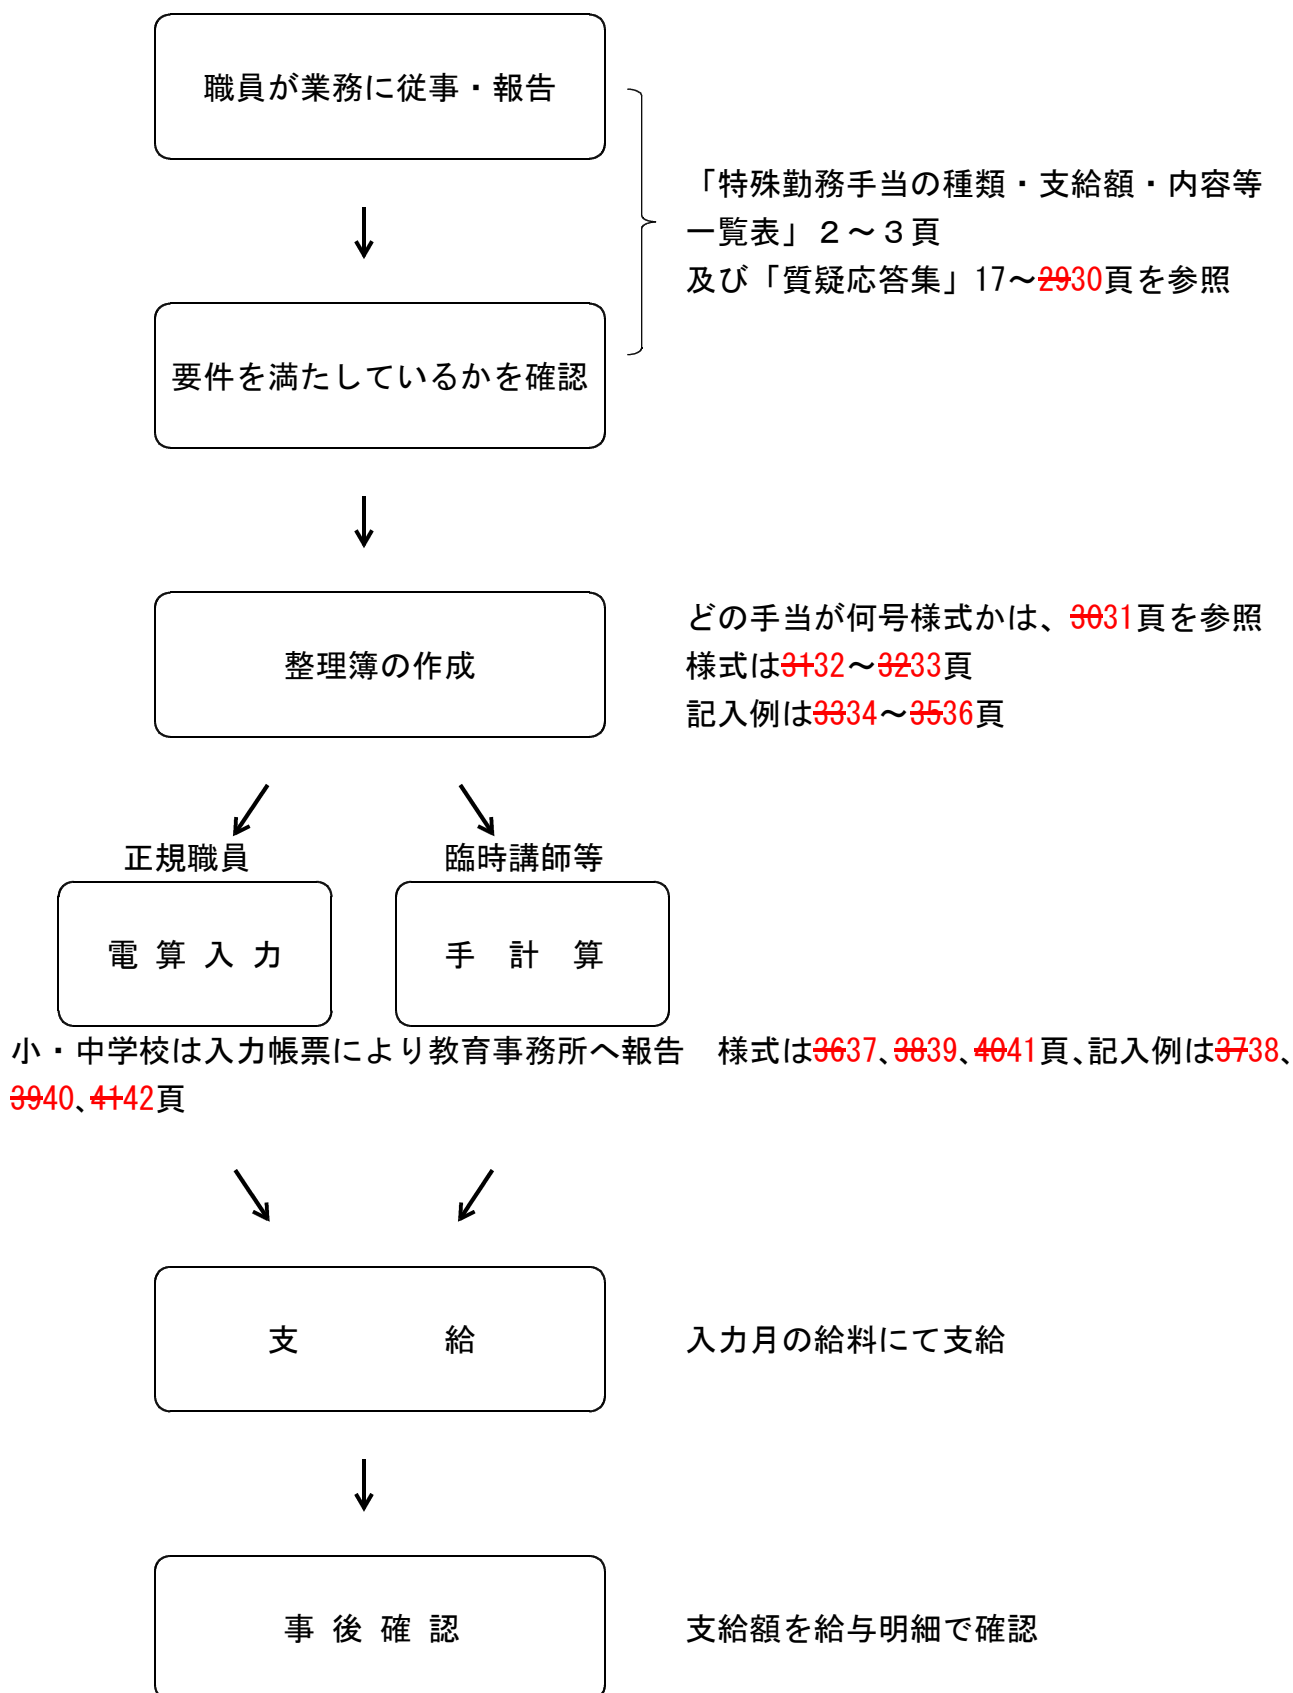 職員が業務に従事・報告
「特殊勤務手当の種類・支給額・内容等
一覧表」２～３頁
及び「質疑応答集」17～2930頁を参照
要件を満たしているかを確認
整理簿の作成
どの手当が何号様式かは、3031頁を参照
様式は3132～3233頁
記入例は3334～3536頁
正規職員
臨時講師等
電 算 入 力
手 計 算
小・中学校は入力帳票により教育事務所へ報告　様式は3637、3839、4041頁、記入例は3738、
3940、4142頁
支 給
入力月の給料にて支給
事 後 確 認
支給額を給与明細で確認